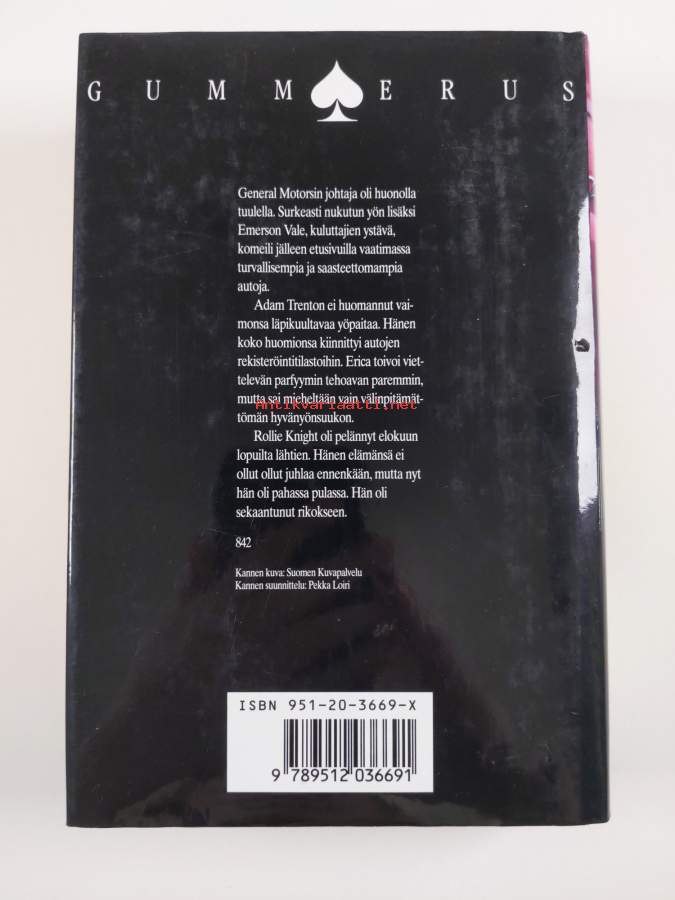 GUMMERUS
General Motorsin johtaja oli huonolla
tuulella. Surkeasti nukutun yön lisäksi
Emerson Vale, kuluttajien ystävä,
komeili jälleen etusivuilla vaatimassa
turvallisempia ja saasteettomampia
autoja.
Adam Trenton ei huomannut vai-
monsa läpikuultavaa yöpaitaa. Hänen
koko huomionsa kiinnittyi autojen
rekisteröintitilastoihin. Erica toivoi viet-
televän parfyymin tehoavan paremmin,
mutta sai mieheltään vain välinpitämät-
Antikvariaatti.net
tömän hyvänyönsuukon.
Rollie Knight oli pelännyt elokuun
lopuilta lähtien. Hänen elämänsä ei
ollut ollut juhlaa ennenkään, mutta nyt
hän oli pahassa pulassa. Hän oli
sekaantunut rikokseen.
842
Kannen kuva: Suomen Kuvapalvelu
Kannen suunnittelu: Pekka Loiri
ISBN 951-20-3669-X
9 789512 036691